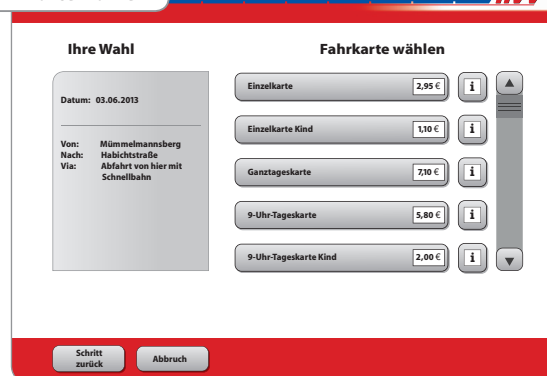 Ihre Wahl
Fahrkarte wählen
Datum: 03.06.2013
Von: Mümmelmannsberg
Nach: Habichtstraße
Via: Abfahrt von hier mit
Schnellbahn
Einzelkarte 2,95 € i
Einzelkarte Kind 1,10 € i
Ganztageskarte 7,10 € i
9-Uhr-Tageskarte 5,80 € i
9-Uhr-Tageskarte Kind 2,00 € i
Schritt
zurück
Abbruch